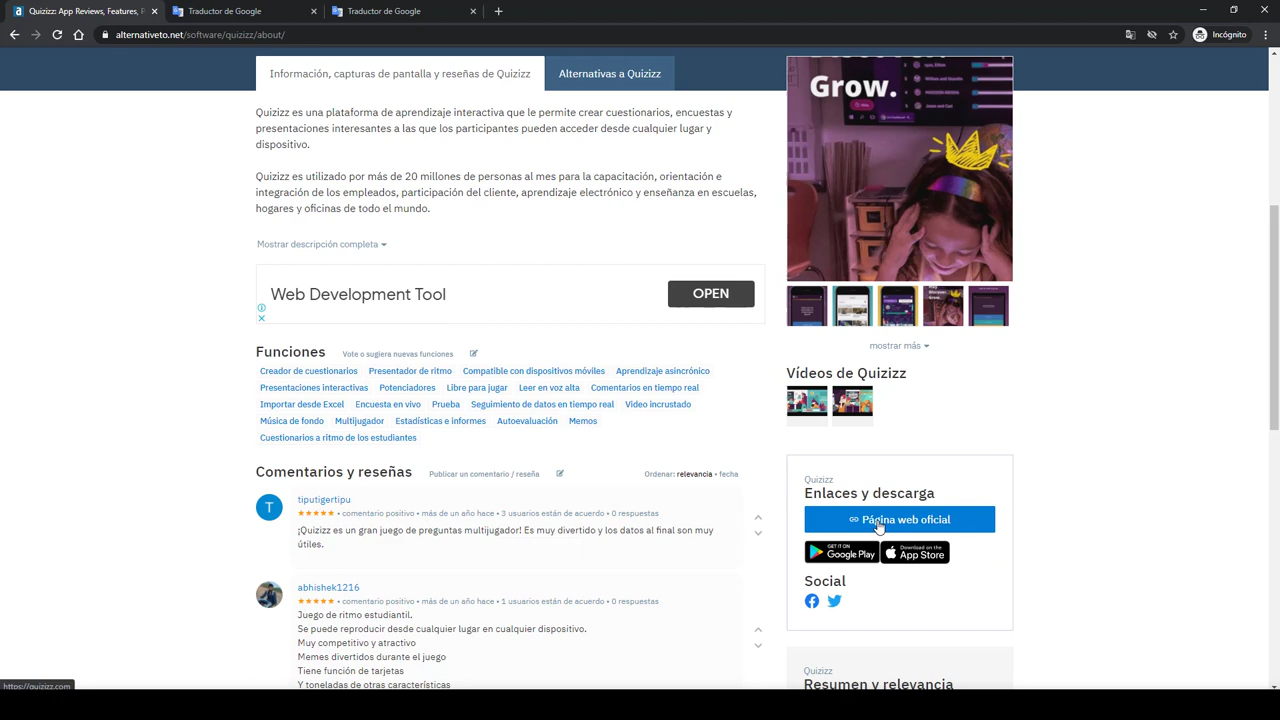 Quizizz: App Reviews, Features, P
Traductor de Google
Traductor de Google
alternativeto.net/software/quizizz/about/
Incógnito
Información, capturas de pantalla y reseñas de Quizizz
Alternativas a Quizizz
Grow.
Quizizz es una plataforma de aprendizaje interactiva que le permite crear cuestionarios, encuestas y
presentaciones interesantes a las que los participantes pueden acceder desde cualquier lugar y
dispositivo.
Quizizz es utilizado por más de 20 millones de personas al mes para la capacitación, orientación e
integración de los empleados, participación del cliente, aprendizaje electrónico y enseñanza en escuelas,
hogares y oficinas de todo el mundo.
Mostrar descripción completa
Web Development Tool
OPEN
mostrar más
Funciones
Vote o sugiera nuevas funciones
Creador de cuestionarios Presentador de ritmo Compatible con dispositivos móviles Aprendizaje asincrónico
Presentaciones interactivas Potenciadores Libre para jugar Leer en voz alta Comentarios en tiempo real
Importar desde Excel Encuesta en vivo Prueba Seguimiento de datos en tiempo real Video incrustado
Música de fondo Multijugador Estadísticas e informes Autoevaluación Memos
Cuestionarios a ritmo de los estudiantes
Vídeos de Quizizz
Comentarios y reseñas
Publicar un comentario / reseña
Ordenar: relevancia • fecha
T
tiputigertipu
★★★★★ • comentario positivo • más de un año hace • 3 usuarios están de acuerdo • 0 respuestas
¡Quizizz es un gran juego de preguntas multijugador! Es muy divertido y los datos al final son muy
útiles.
abhishek1216
★★★★★ • comentario positivo • más de un año hace • 1 usuarios están de acuerdo • 0 respuestas
Juego de ritmo estudiantil.
Se puede reproducir desde cualquier lugar en cualquier dispositivo.
Muy competitivo y atractivo
Memes divertidos durante el juego
Tiene función de tarjetas
Y toneladas de otras características
Quizizz
Enlaces y descarga
Página web oficial
GET IT ON
Google Play
Download on the
App Store
Social
Quizizz
Resumen y relevancia
https://quizizz.com